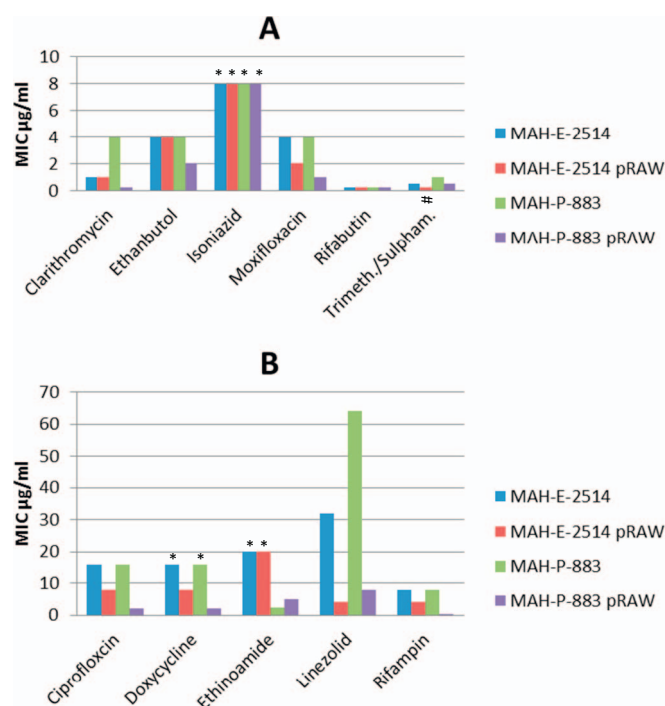 A
MIC µg/ml
10
8
6
4
2
0
* * * *
#
Clarithromycin
Ethanbutol
Isoniazid
Moxifloxacin
Rifabutin
Trimeth./Sulpham.
MAH-E-2514
MAH-E-2514 pRAW
MAH-P-883
MAH-P-883 pRAW
B
MIC µg/ml
70
60
50
40
30
20
10
0
* *
* *
Ciprofloxcin
Doxycycline
Ethinoamide
Linezolid
Rifampin
MAH-E-2514
MAH-E-2514 pRAW
MAH-P-883
MAH-P-883 pRAW